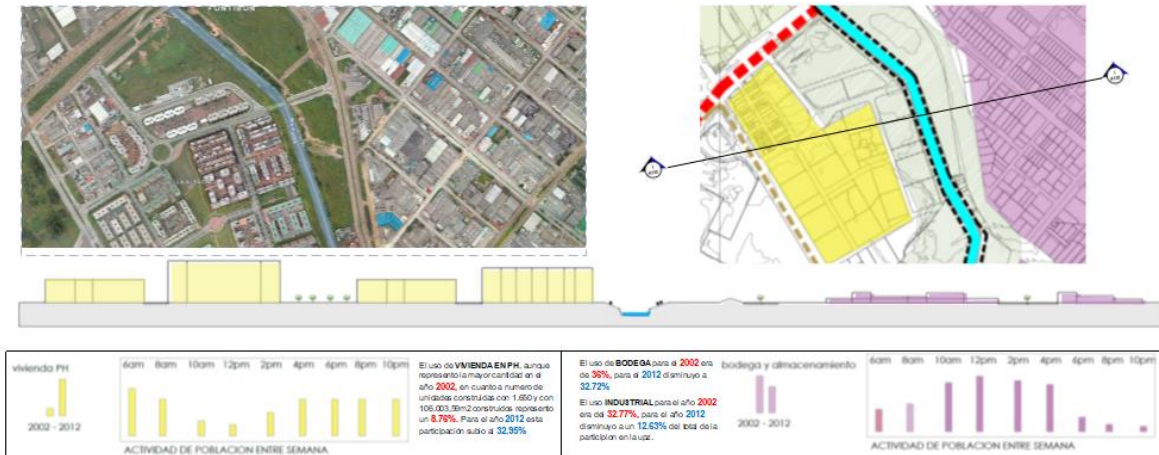 FONTIBON
vivienda PH
2002 - 2012
6am 8am 10am 12pm 2pm 4pm 6pm 8pm 10pm
ACTIVIDAD DE POBLACION ENTRE SEMANA
El uso de VIVIENDA EN PH, aunque
represento la mayor cantidad en el
año 2002, en cuanto a numero de
unidades construidas con 1.650 y con
106,003,59m2 construidos represento
un 8.76%. Para el año 2012 esta
participación subio al 32.95%
El uso de BODEGA para el 2002 era
de 36%, para el 2012 disminuyo a
32.72%
El uso INDUSTRIAL para el año 2002
era del 32.77%, para el año 2012
disminuyo a un 12.63% del total de la
participion en la upz.
bodega y almacenamiento
2002 - 2012
6am 8am 10am 12pm 2pm 4pm 6pm 8pm 10pm
ACTIVIDAD DE POBLACION ENTRE SEMANA